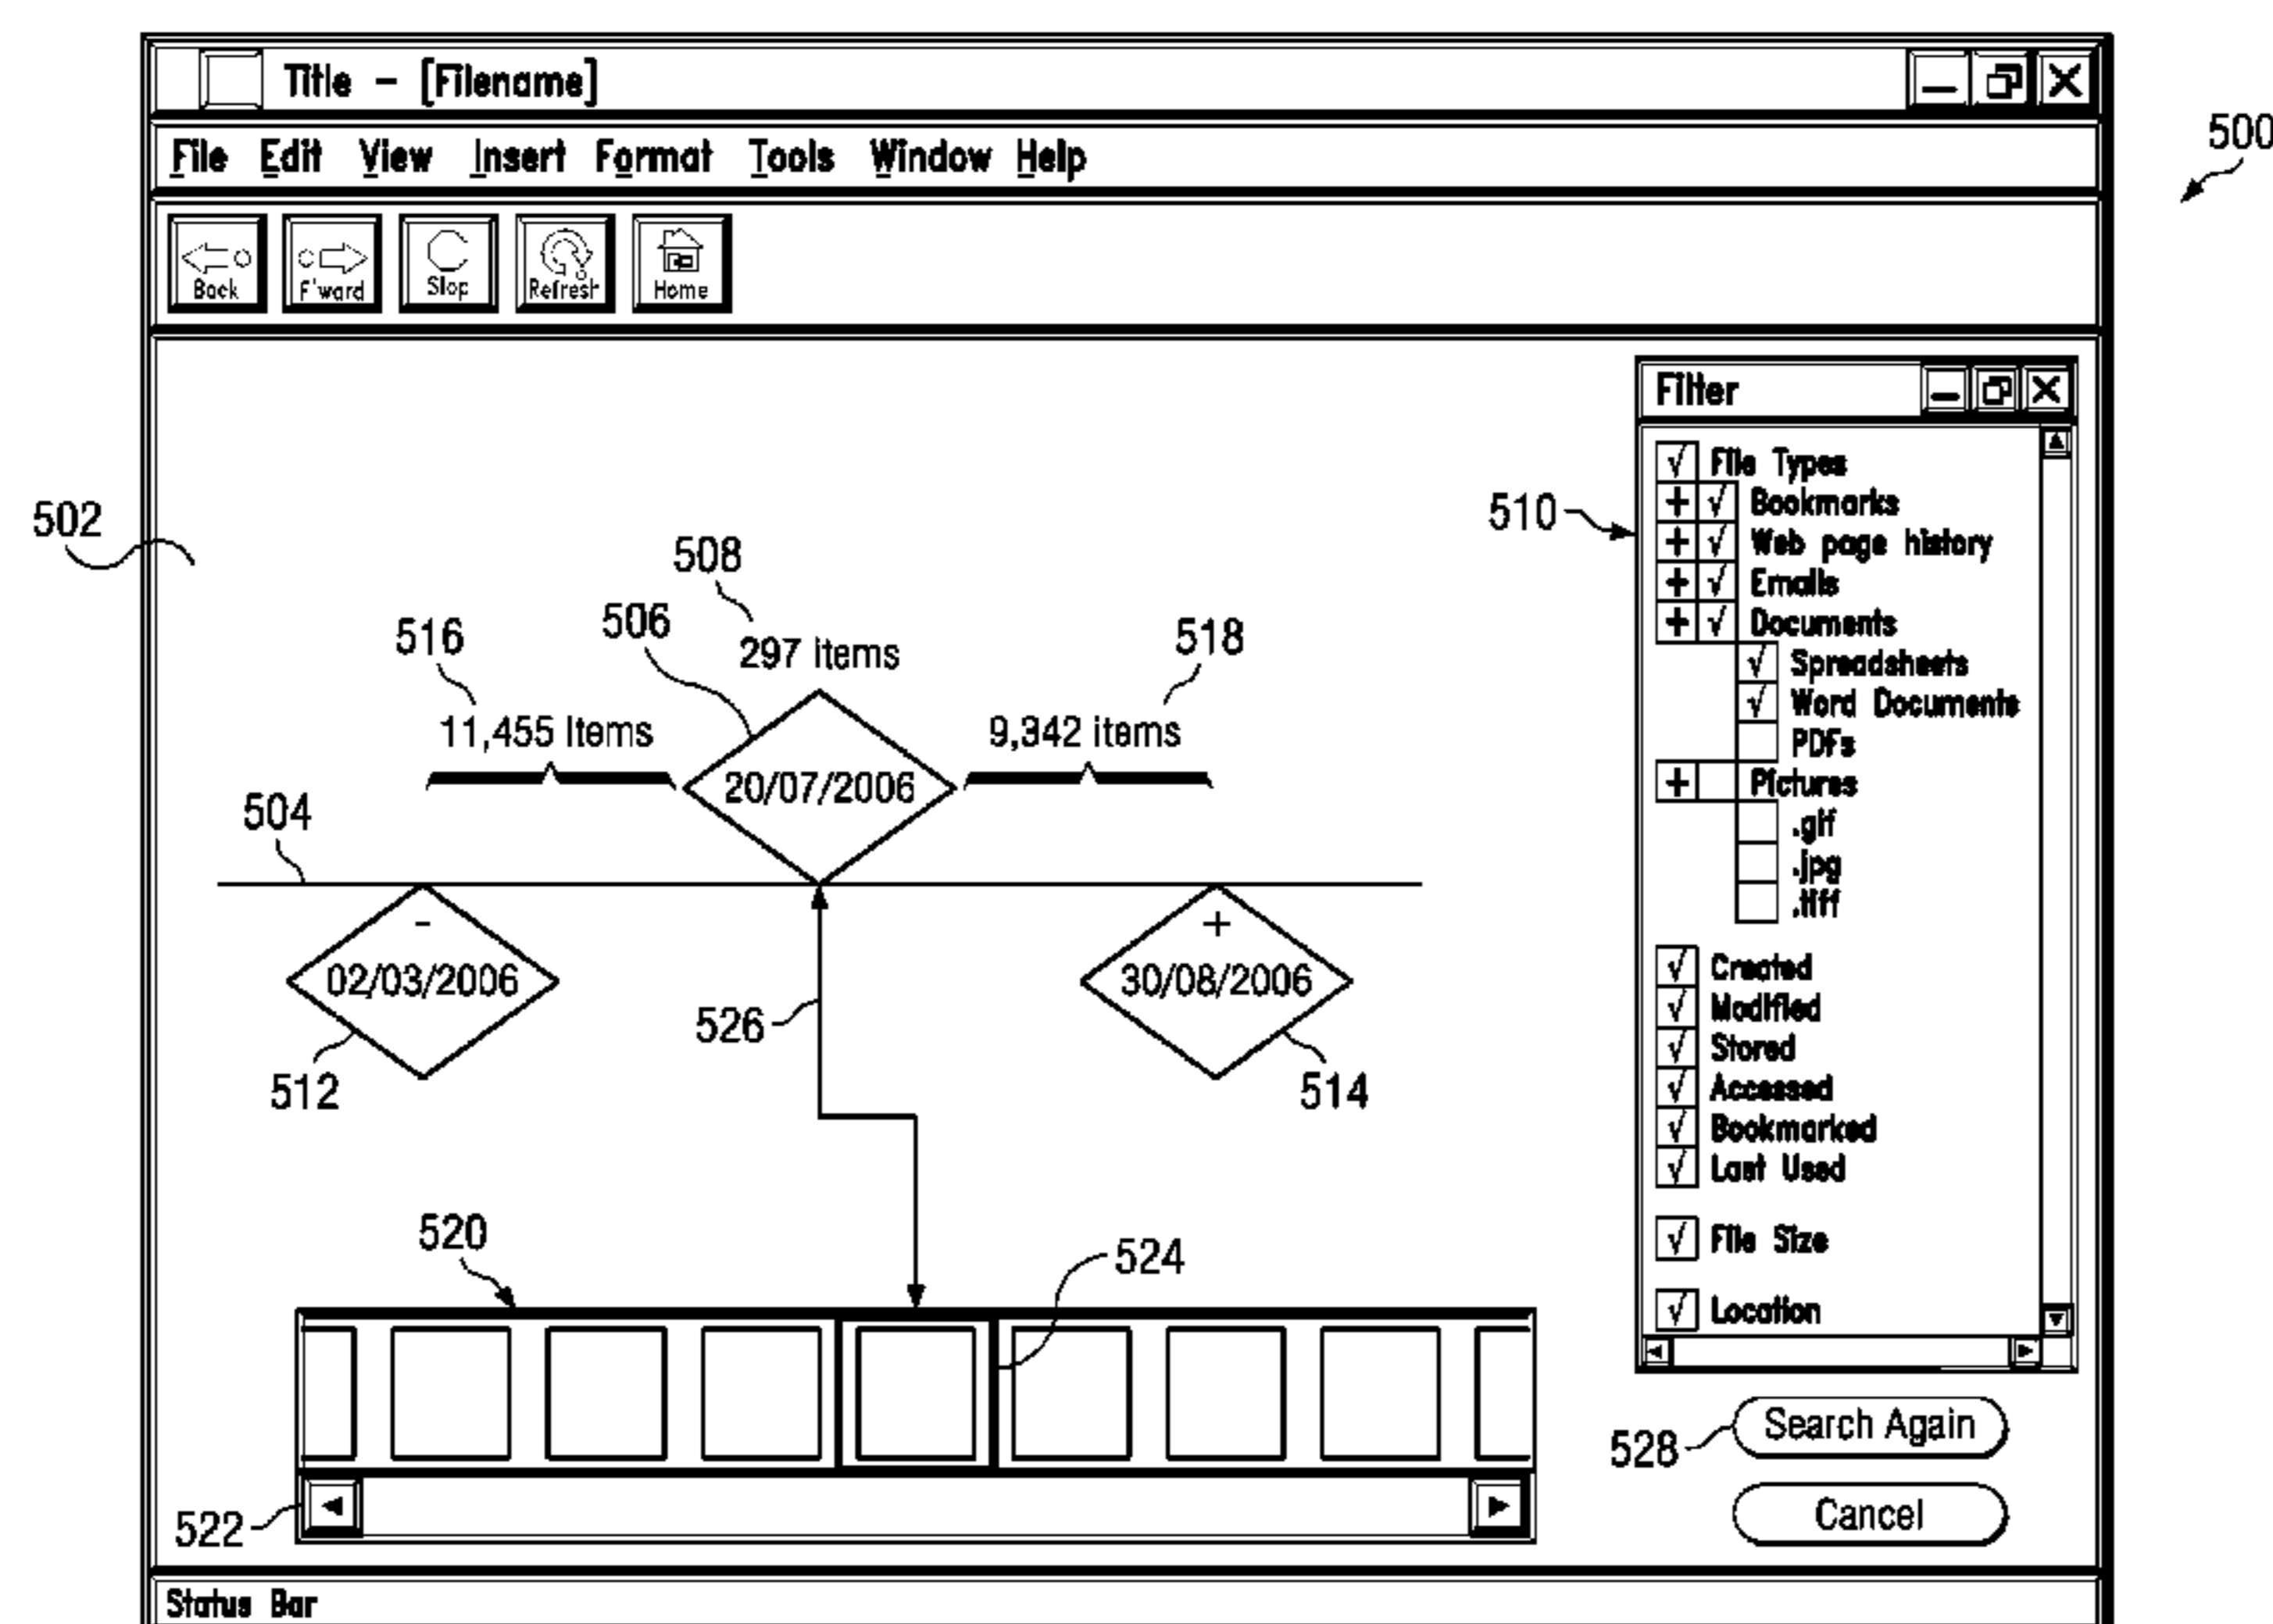 Title - [Filename]
500
File Edit View Insert Format Tools Window Help
Back F'ward Stop Refresh Home
Filter
File Types
Bookmarks
Web page history
Emails
Documents
Spreadsheets
Word Documents
PDFs
Pictures
.gif
.jpg
.tiff
Created
Modified
Stored
Accessed
Bookmarked
Last Used
File Size
Location
510
502
508
506
297 items
516
11,455 items
518
9,342 items
20/07/2006
504
-
02/03/2006
512
+
30/08/2006
514
526
520
524
522
528
Search Again
Cancel
Status Bar